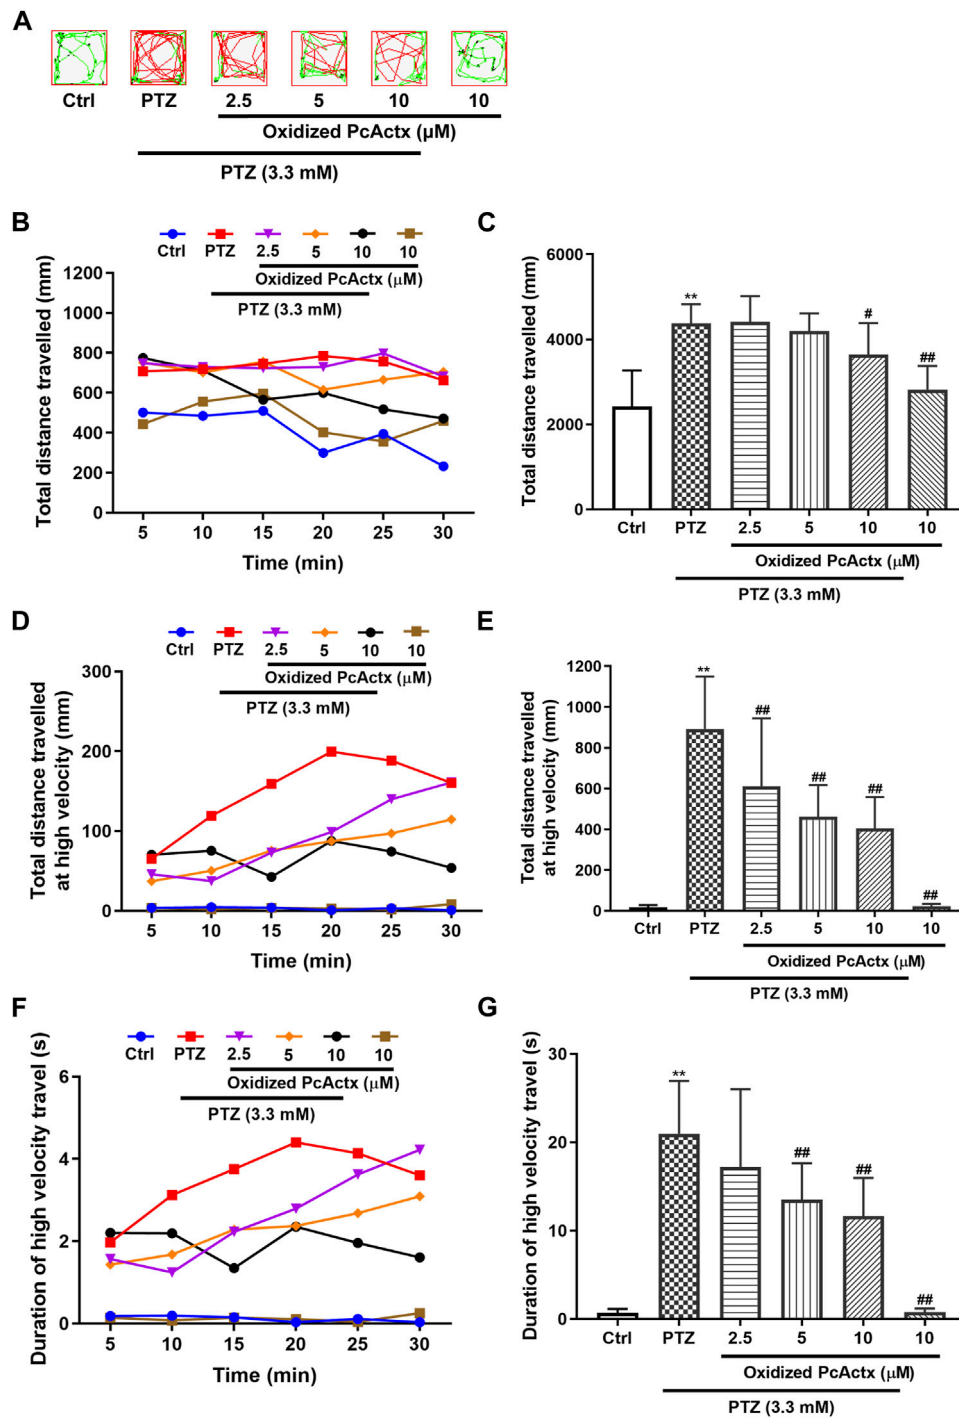 A
Ctrl PTZ 2.5 5 10 10
Oxidized PcActx (μM)
PTZ (3.3 mM)
B
Ctrl PTZ 2.5 5 10 10
Oxidized PcActx (μM)
PTZ (3.3 mM)
Total distance travelled (mm)
1200
1000
800
600
400
200
0
5 10 15 20 25 30
Time (min)
C
Total distance travelled (mm)
6000
4000
2000
0
** # ##
Ctrl PTZ 2.5 5 10 10
Oxidized PcActx (μM)
PTZ (3.3 mM)
D
Ctrl PTZ 2.5 5 10 10
Oxidized PcActx (μM)
PTZ (3.3 mM)
Total distance travelled
at high velocity (mm)
300
200
100
0
5 10 15 20 25 30
Time (min)
E
Total distance travelled
at high velocity (mm)
1200
1000
800
600
400
200
0
** ## ## ## ##
Ctrl PTZ 2.5 5 10 10
Oxidized PcActx (μM)
PTZ (3.3 mM)
F
Ctrl PTZ 2.5 5 10 10
Oxidized PcActx (μM)
PTZ (3.3 mM)
Duration of high velocity travel (s)
6
4
2
0
5 10 15 20 25 30
Time (min)
G
Duration of high velocity travel (s)
30
20
10
0
** ## ## ##
Ctrl PTZ 2.5 5 10 10
Oxidized PcActx (μM)
PTZ (3.3 mM)